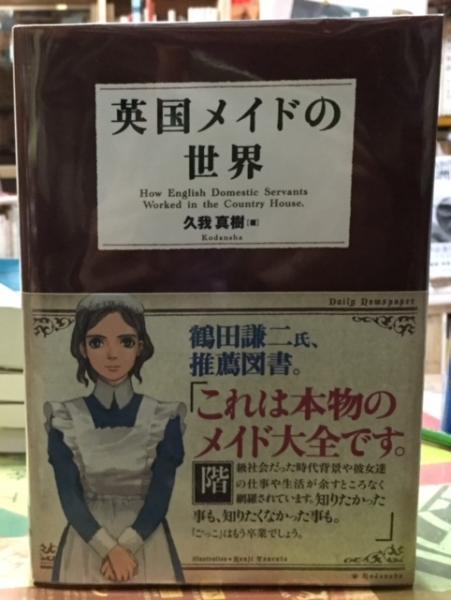 英国メイドの
世界
How English Domestic Servants
Worked in the Country House.
久我真樹[著]
Kodansha
Daily Newspaper
鶴田謙二氏、
推薦図書。
「これは本物の
メイド大全です。
階級社会だった時代背景や彼女達
の仕事や生活が余すところなく
網羅されています。知りたかった
事も、知りたくなかった事も。
「ごっこ」はもう卒業でしょう。」
Illustration Kenji Tsuruta
Kodansha